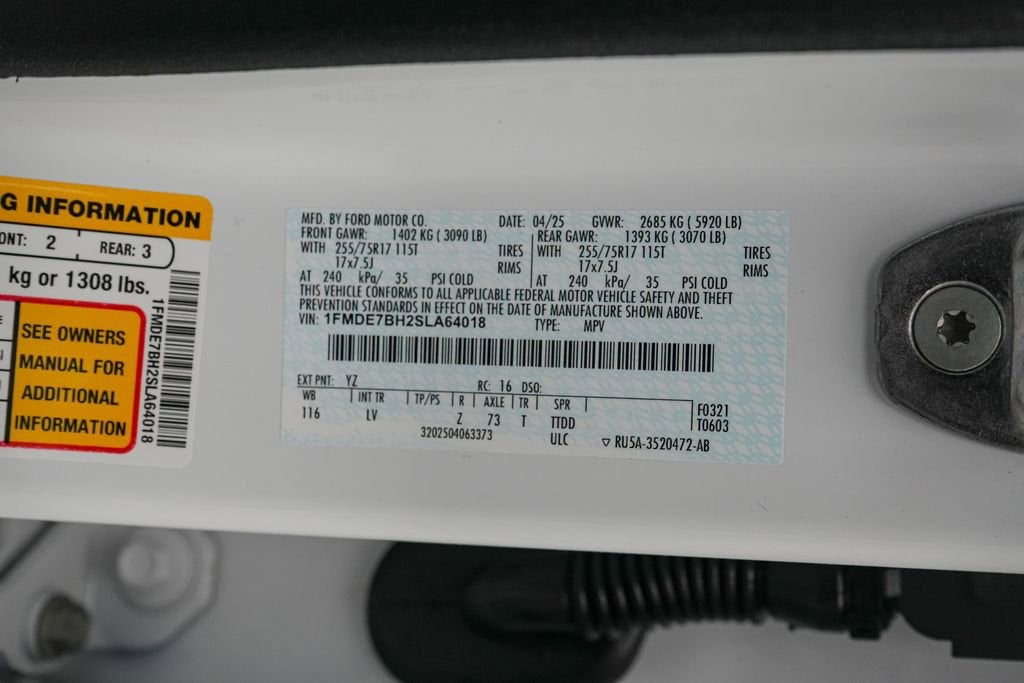 G INFORMATION
ONT: 2 REAR: 3
kg or 1308 lbs.
SEE OWNERS
MANUAL FOR
ADDITIONAL
INFORMATION
1FMDE7BH2SLA64018
MFD. BY FORD MOTOR CO. DATE: 04/25 GVWR: 2685 KG ( 5920 LB)
FRONT GAWR: 1402 KG ( 3090 LB) REAR GAWR: 1393 KG ( 3070 LB)
WITH 255/75R17 115T TIRES WITH 255/75R17 115T TIRES
17x7.5J RIMS 17x7.5J RIMS
AT 240 kPa/ 35 PSI COLD AT 240 kPa/ 35 PSI COLD
THIS VEHICLE CONFORMS TO ALL APPLICABLE FEDERAL MOTOR VEHICLE SAFETY AND THEFT
PREVENTION STANDARDS IN EFFECT ON THE DATE OF MANUFACTURE SHOWN ABOVE.
VIN: 1FMDE7BH2SLA64018 TYPE: MPV
EXT PNT: YZ RC: 16 DSO:
WB INT TR TP/PS R AXLE TR SPR F0321
116 LV Z 73 T TTDD T0603
3202504063373 ULC ▽ RU5A-3520472-AB